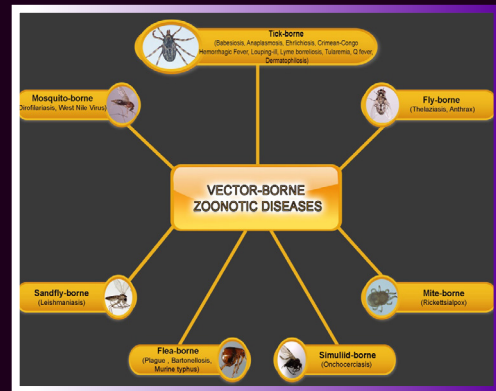 Tick-borne
(Babesiosis, Anaplasmosis, Ehrlichiosis, Crimean-Congo
Hemorrhagic Fever, Louping-ill, Lyme borreliosis, Tularemia, Q fever,
Dermatophilosis)
Mosquito-borne
(Dirofilariasis, West Nile Virus)
Fly-borne
(Thelaziasis, Anthrax)
VECTOR-BORNE
ZOONOTIC DISEASES
Sandfly-borne
(Leishmaniasis)
Mite-borne
(Rickettsialpox)
Flea-borne
(Plague , Bartonellosis,
Murine typhus)
Simuliid-borne
(Onchocerciasis)